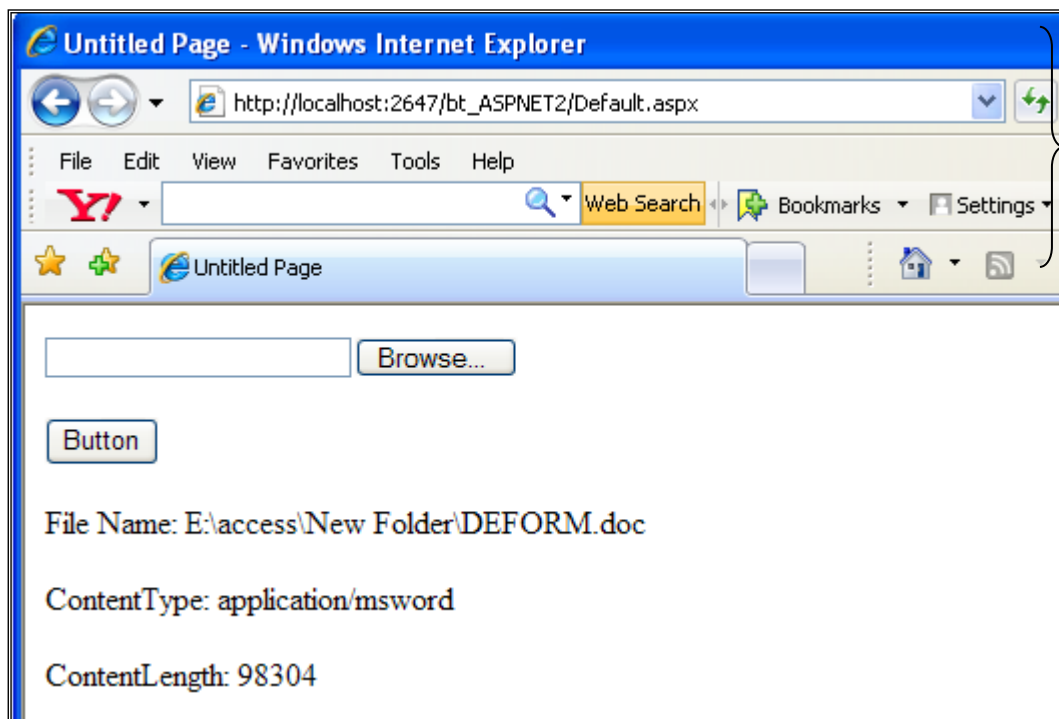 Untitled Page - Windows Internet Explorer
http://localhost:2647/bt_ASPNET2/Default.aspx
File Edit View Favorites Tools Help
Y! Web Search Bookmarks Settings
Untitled Page
Browse...
Button
File Name: E:\access\New Folder\DEFORM.doc
ContentType: application/msword
ContentLength: 98304